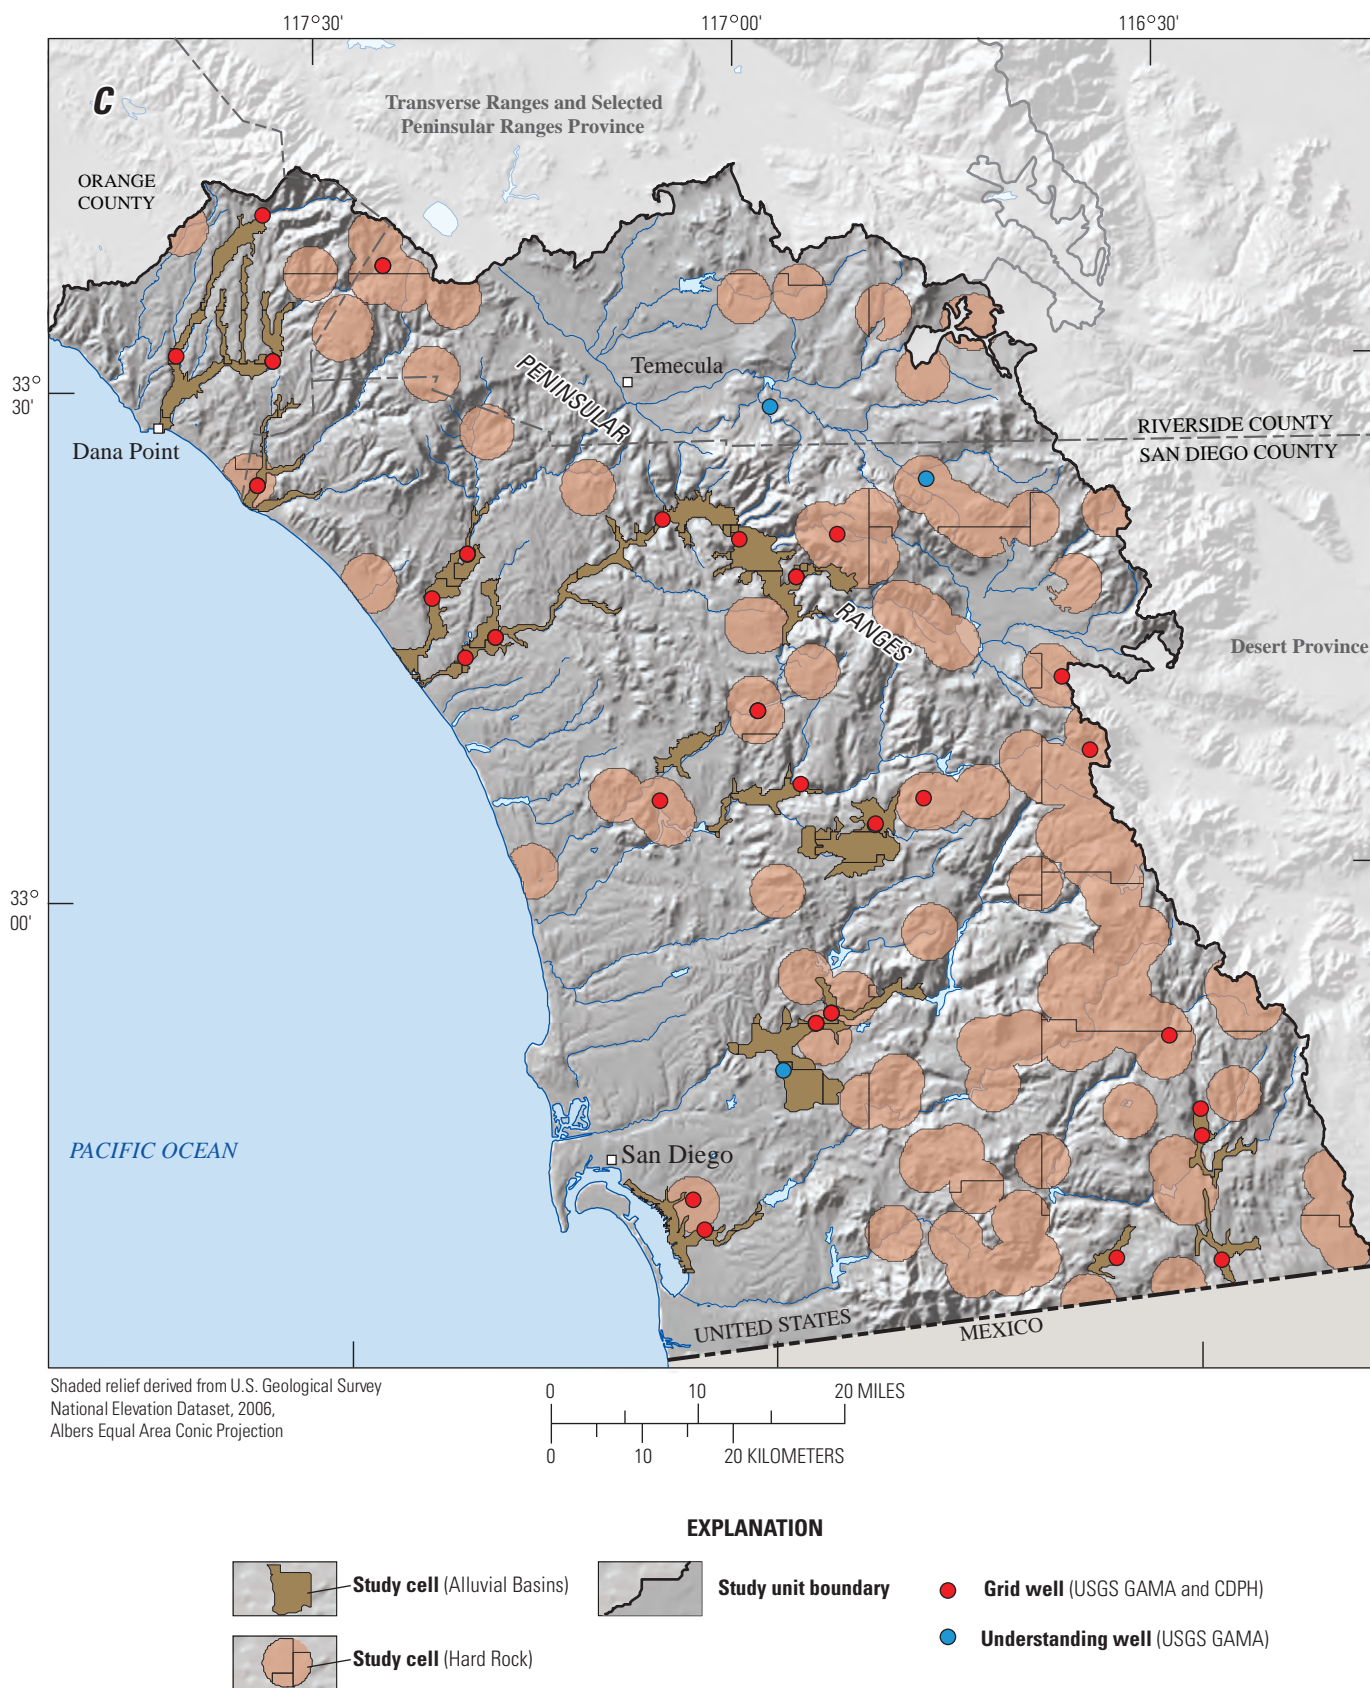 117°30'
117°00'
116°30'
C
Transverse Ranges and Selected
Peninsular Ranges Province
ORANGE
COUNTY
Temecula
PENINSULAR
33°
30'
RIVERSIDE COUNTY
SAN DIEGO COUNTY
Dana Point
RANGES
Desert Province
33°
00'
PACIFIC OCEAN
San Diego
UNITED STATES
MEXICO
Shaded relief derived from U.S. Geological Survey
National Elevation Dataset, 2006,
Albers Equal Area Conic Projection
0 10 20 MILES
0 10 20 KILOMETERS
EXPLANATION
Study cell (Alluvial Basins)
Study unit boundary
Grid well (USGS GAMA and CDPH)
Understanding well (USGS GAMA)
Study cell (Hard Rock)